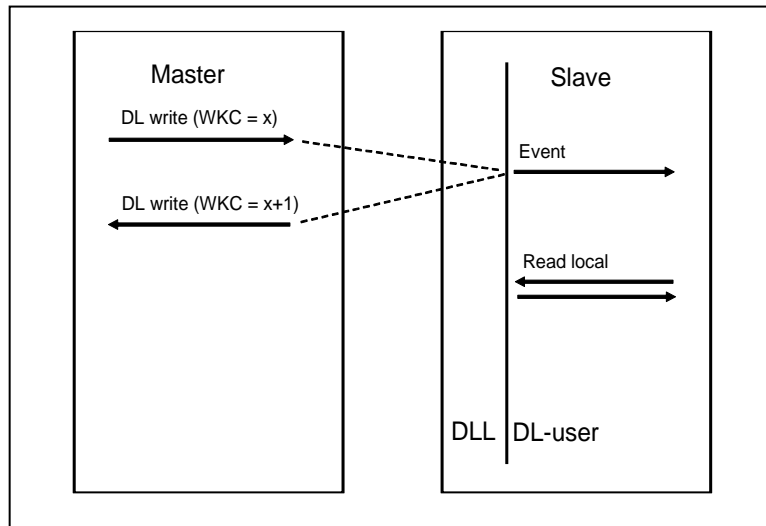 Master
DL write (WKC = x)
DL write (WKC = x+1)
Slave
Event
Read local
DLL
DL-user